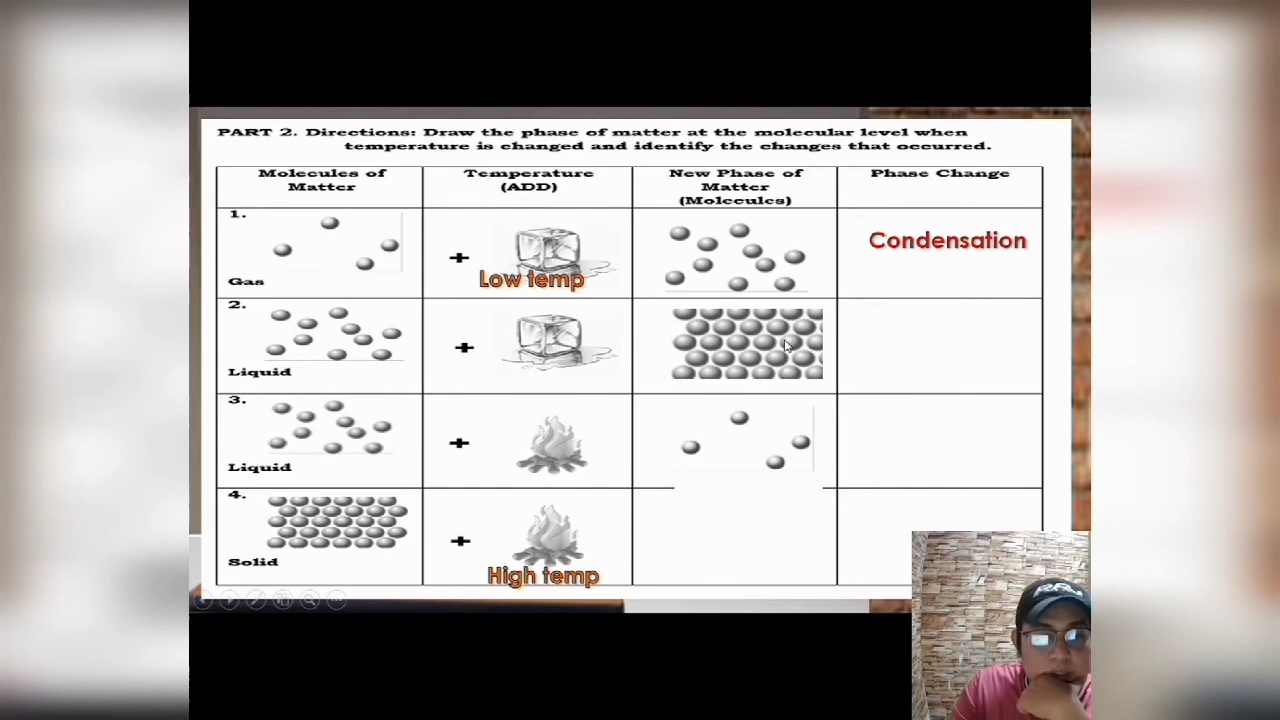 PART 2. Directions: Draw the phase of matter at the molecular level when
temperature is changed and identify the changes that occurred.
Molecules of
Matter
Temperature
(ADD)
New Phase of
Matter
(Molecules)
Phase Change
1.
Gas
+
Low temp
Condensation
2.
Liquid
+
3.
Liquid
+
4.
Solid
+
High temp